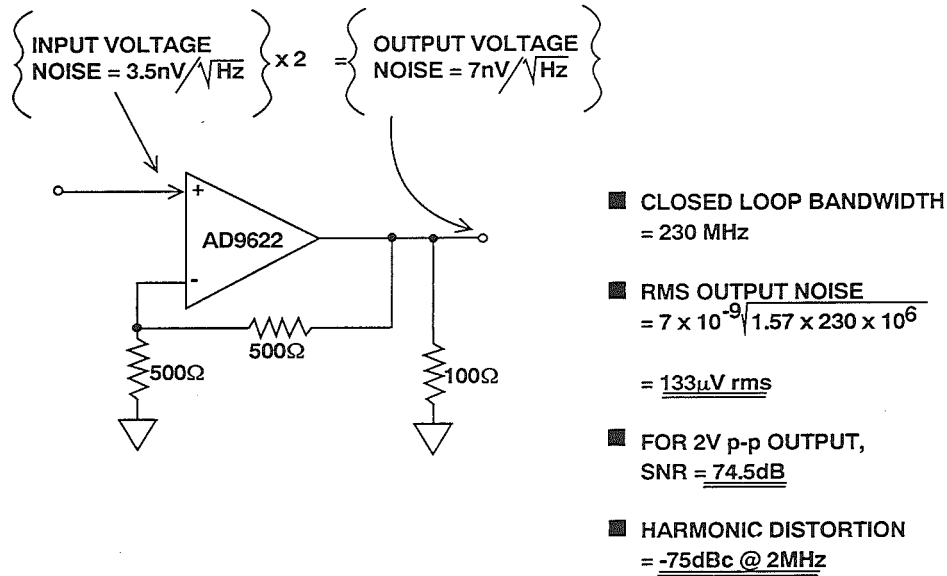 INPUT VOLTAGE
NOISE = 3.5nV/√Hz
x 2
=
OUTPUT VOLTAGE
NOISE = 7nV/√Hz
+
AD9622
-
500Ω
500Ω
100Ω
■ CLOSED LOOP BANDWIDTH
= 230 MHz
■ RMS OUTPUT NOISE
= 7 x 10⁻⁹√1.57 x 230 x 10⁶
= 133μV rms
■ FOR 2V p-p OUTPUT,
SNR = 74.5dB
■ HARMONIC DISTORTION
= -75dBc @ 2MHz